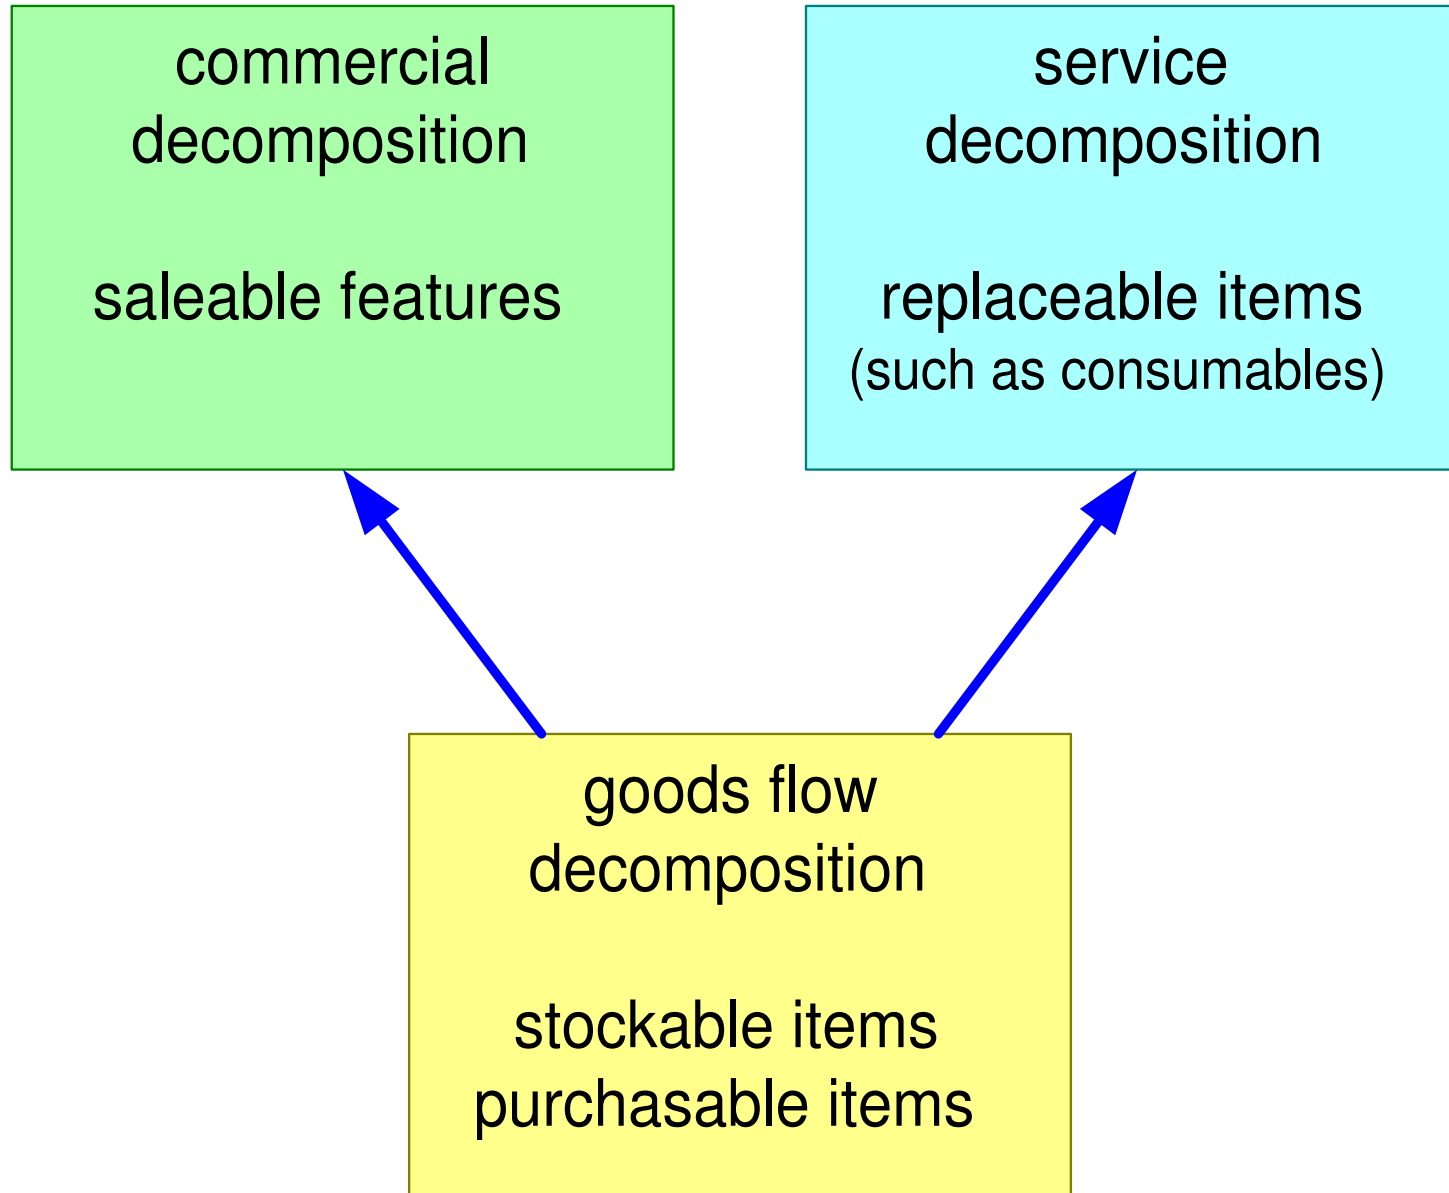 commercial
decomposition
saleable features
service
decomposition
replaceable items
(such as consumables)
goods flow
decomposition
stockable items
purchasable items